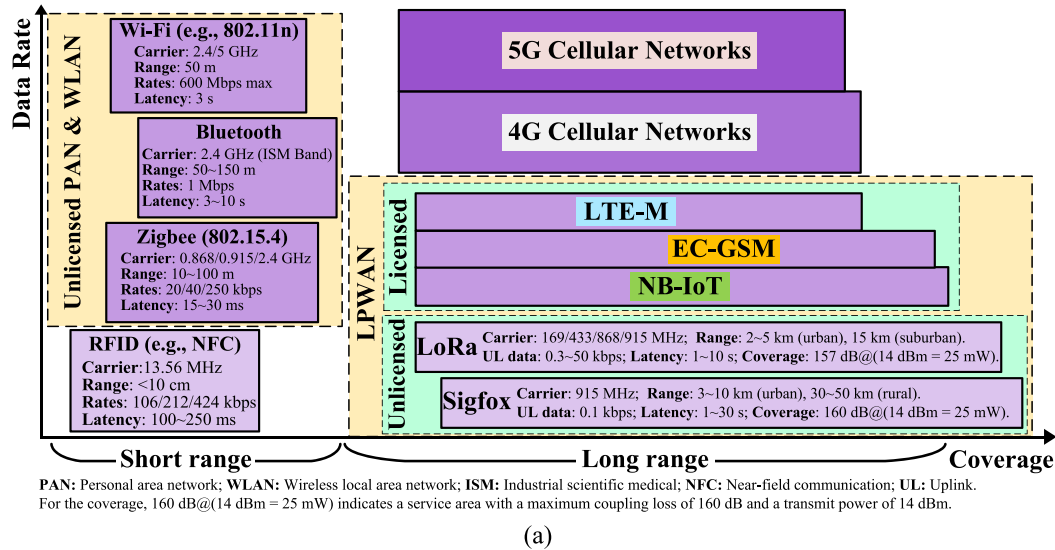 Data Rate
Unlicensed PAN & WLAN
Wi-Fi (e.g., 802.11n)
Carrier: 2.4/5 GHz
Range: 50 m
Rates: 600 Mbps max
Latency: 3 s
Bluetooth
Carrier: 2.4 GHz (ISM Band)
Range: 50~150 m
Rates: 1 Mbps
Latency: 3~10 s
Zigbee (802.15.4)
Carrier: 0.868/0.915/2.4 GHz
Range: 10~100 m
Rates: 20/40/250 kbps
Latency: 15~30 ms
RFID (e.g., NFC)
Carrier:13.56 MHz
Range: <10 cm
Rates: 106/212/424 kbps
Latency: 100~250 ms
5G Cellular Networks
4G Cellular Networks
LPWAN
Licensed
LTE-M
EC-GSM
NB-IoT
Unlicensed
LoRa
Carrier: 169/433/868/915 MHz; Range: 2~5 km (urban), 15 km (suburban).
UL data: 0.3~50 kbps; Latency: 1~10 s; Coverage: 157 dB@(14 dBm = 25 mW).
Sigfox
Carrier: 915 MHz; Range: 3~10 km (urban), 30~50 km (rural).
UL data: 0.1 kbps; Latency: 1~30 s; Coverage: 160 dB@(14 dBm = 25 mW).
Short range
Long range
Coverage
PAN: Personal area network; WLAN: Wireless local area network; ISM: Industrial scientific medical; NFC: Near-field communication; UL: Uplink.
For the coverage, 160 dB@(14 dBm = 25 mW) indicates a service area with a maximum coupling loss of 160 dB and a transmit power of 14 dBm.
(a)